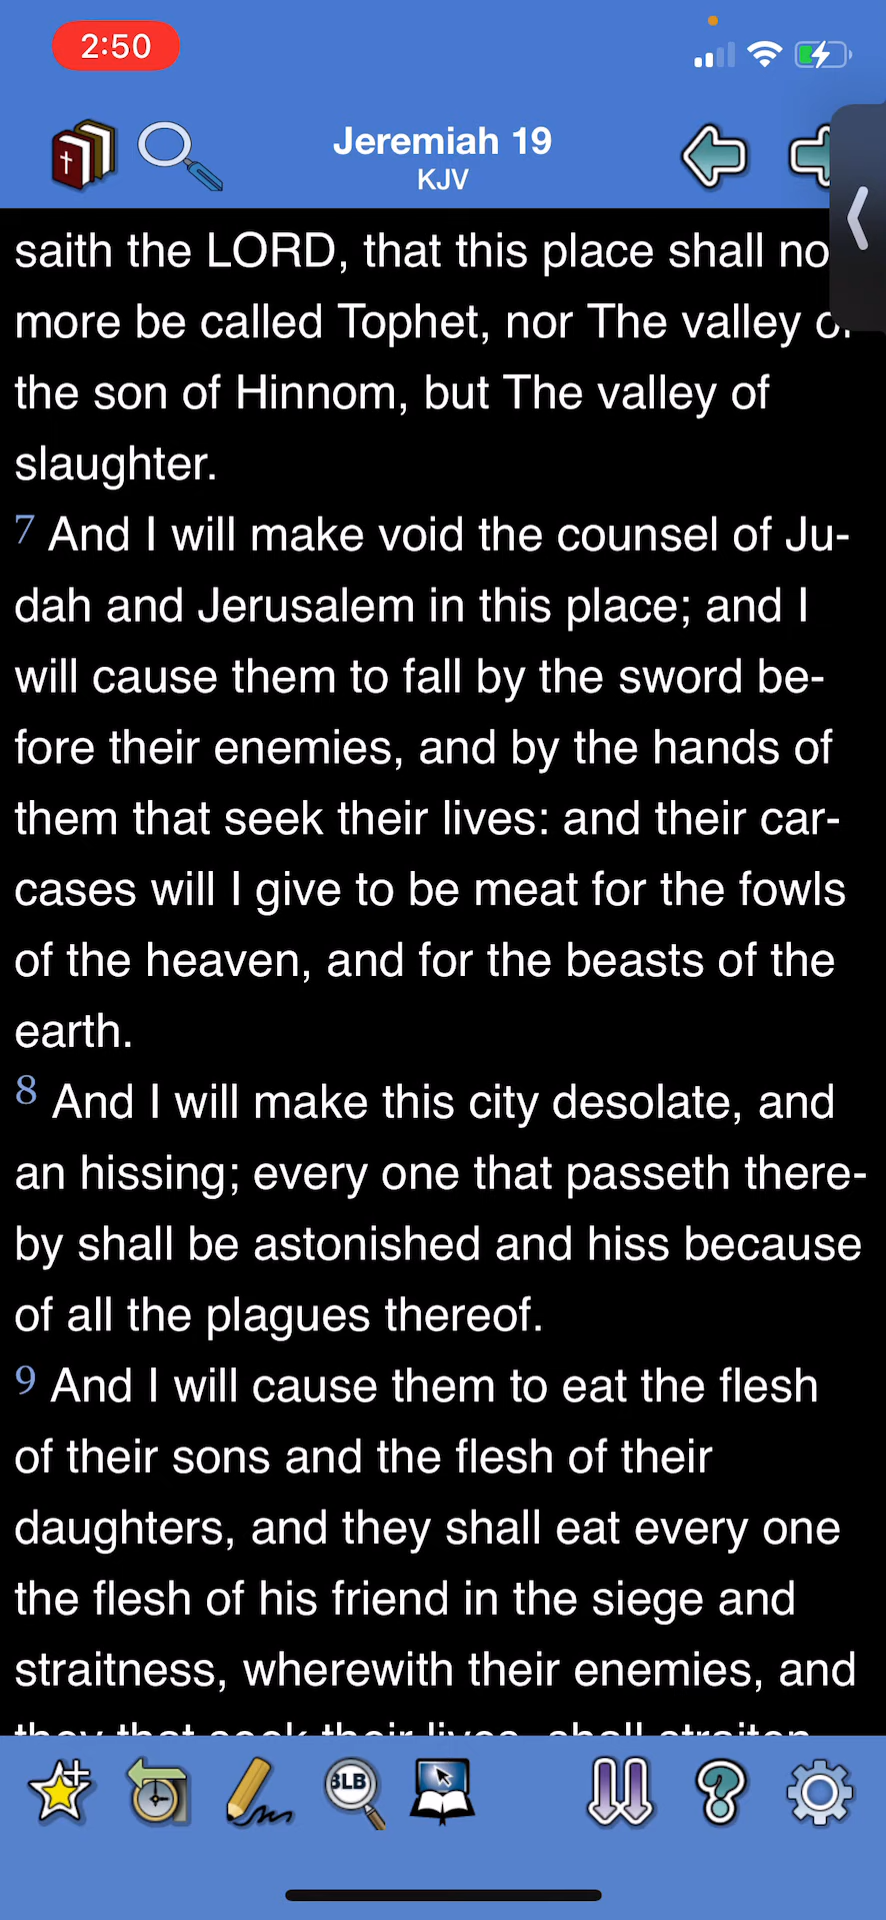 2:50
Jeremiah 19
KJV
saith the LORD, that this place shall no
more be called Tophet, nor The valley
the son of Hinnom, but The valley of
slaughter.
7 And I will make void the counsel of Ju-
dah and Jerusalem in this place; and I
will cause them to fall by the sword be-
fore their enemies, and by the hands of
them that seek their lives: and their car-
cases will I give to be meat for the fowls
of the heaven, and for the beasts of the
earth.
8 And I will make this city desolate, and
an hissing; every one that passeth there-
by shall be astonished and hiss because
of all the plagues thereof.
9 And I will cause them to eat the flesh
of their sons and the flesh of their
daughters, and they shall eat every one
the flesh of his friend in the siege and
straitness, wherewith their enemies, and
they that seek their lives, shall straiten
BLB